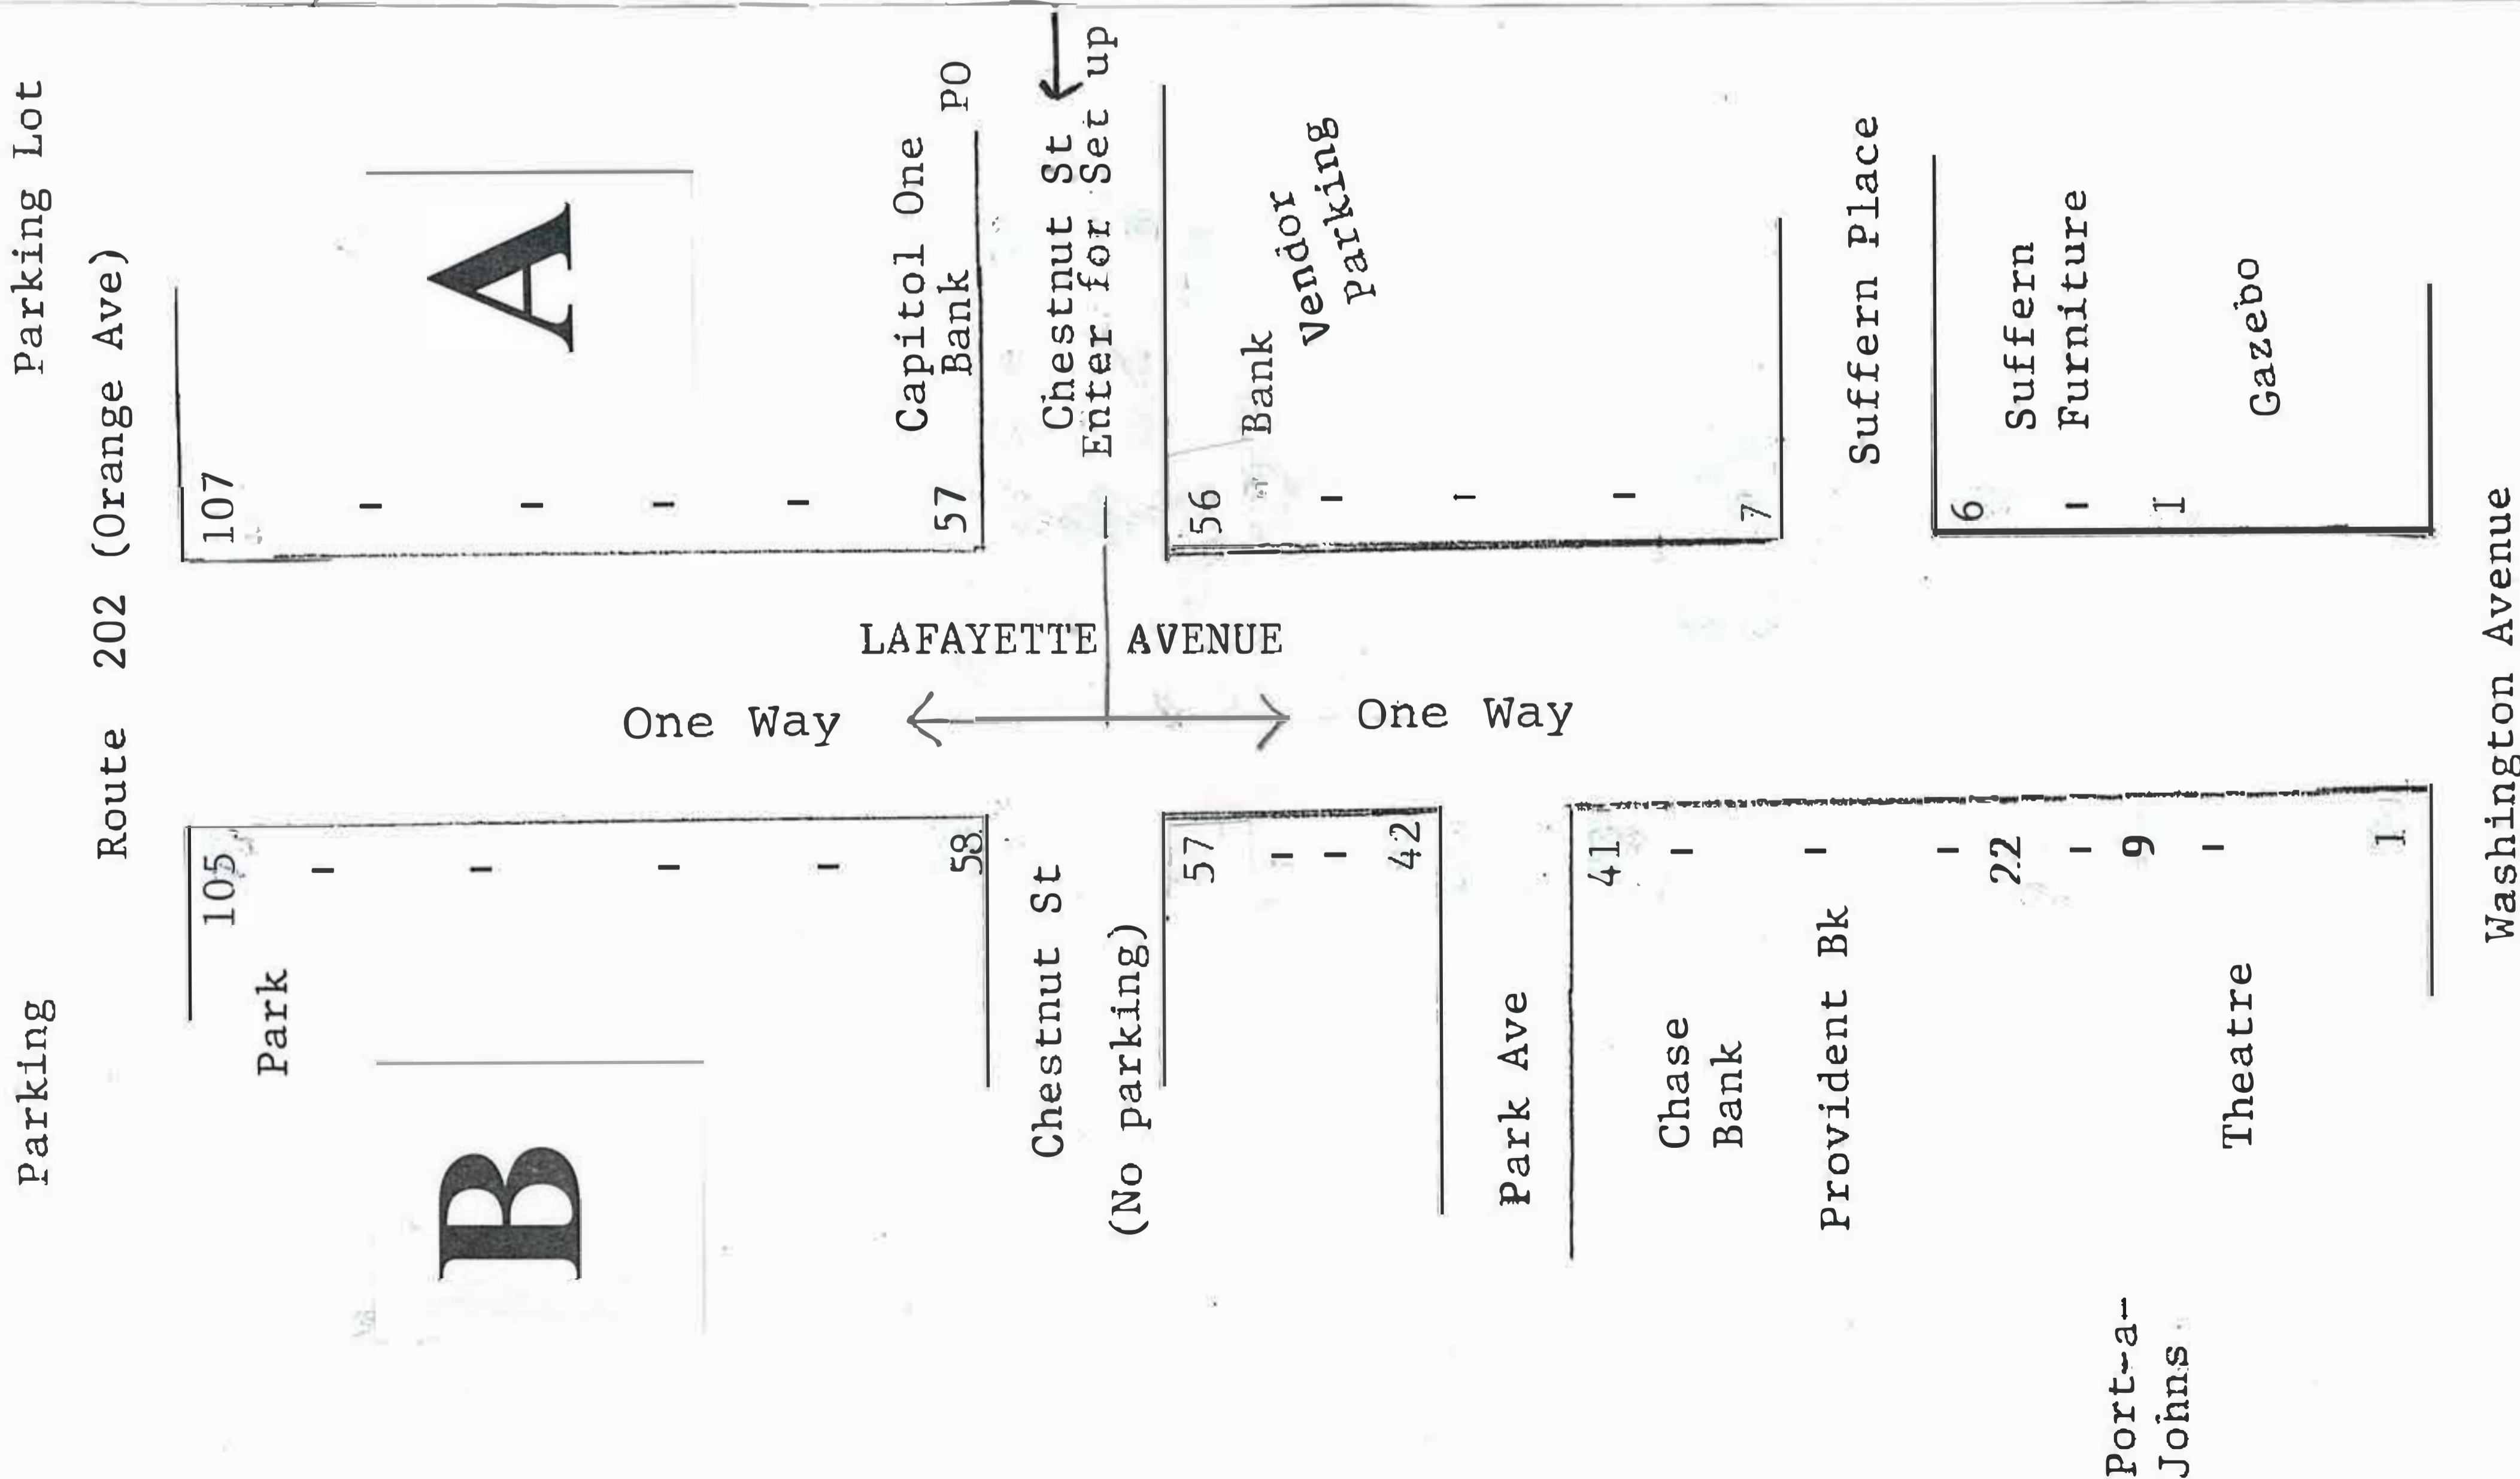 Parking Lot
Route 202 (Orange Ave)
Parking
A
107
-
-
-
-
57
Capitol One
Bank
PO
Chestnut St
Enter for Set up
Bank
Vendor
Parking
56
-
-
-
7
Suffern Place
Suffern
Furniture
Gazebo
6
-
1
LAFAYETTE AVENUE
One Way
One Way
105
-
-
-
-
58
Park
B
Chestnut St
(No parking)
57
-
-
42
Park Ave
41
-
-
-
22
-
9
-
1
Chase
Bank
Provident Bk
Theatre
Port-a-
Johns
Washington Avenue